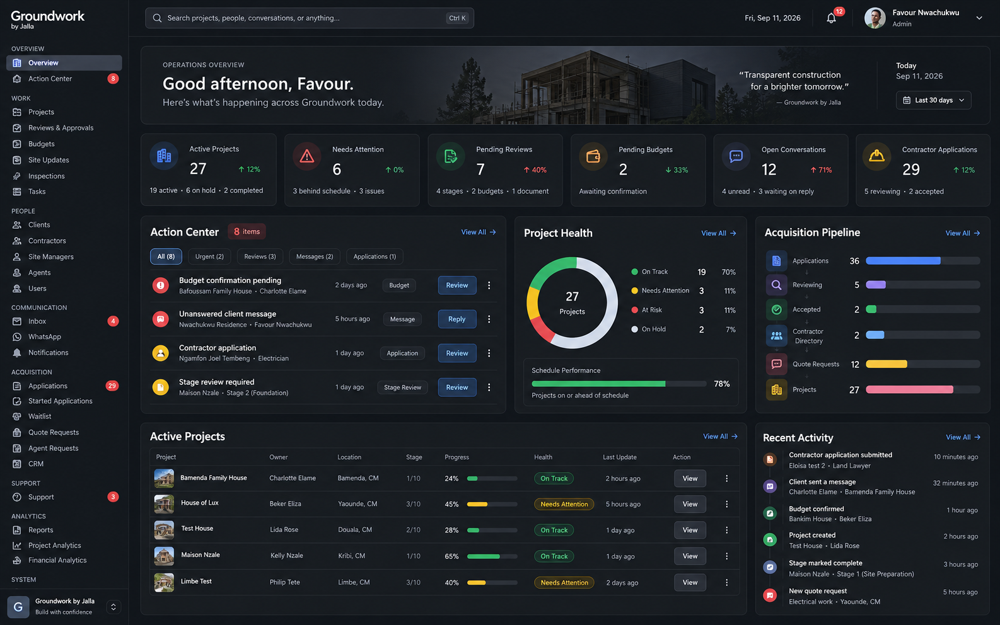 Groundwork
by Jalla
OVERVIEW
Overview
Action Center 8
WORK
Projects
Reviews & Approvals
Budgets
Site Updates
Inspections
Tasks
PEOPLE
Clients
Contractors
Site Managers
Agents
Users
COMMUNICATION
Inbox 4
WhatsApp
Notifications
ACQUISITION
Applications 29
Started Applications
Waitlist
Quote Requests
Agent Requests
CRM
SUPPORT
Support 3
ANALYTICS
Reports
Project Analytics
Financial Analytics
SYSTEM
G
Groundwork by Jalla
Build with confidence
Search projects, people, conversations, or anything... Ctrl K
Fri, Sep 11, 2026
12
Favour Nwachukwu
Admin
OPERATIONS OVERVIEW
Good afternoon, Favour.
Here's what's happening across Groundwork today.
“Transparent construction
for a brighter tomorrow.”
— Groundwork by Jalla
Today
Sep 11, 2026
Last 30 days
Active Projects
27 ↑ 12%
19 active • 6 on hold • 2 completed
Needs Attention
6 ↑ 0%
3 behind schedule • 3 issues
Pending Reviews
7 ↑ 40%
4 stages • 2 budgets • 1 document
Pending Budgets
2 ↓ 33%
Awaiting confirmation
Open Conversations
12 ↑ 71%
4 unread • 3 waiting on reply
Contractor Applications
29 ↑ 12%
5 reviewing • 2 accepted
Action Center 8 items View All →
All (8) Urgent (2) Reviews (3) Messages (2) Applications (1)
Budget confirmation pending
Bafoussam Family House • Charlotte Elame
2 days ago Budget Review
Unanswered client message
Nwachukwu Residence • Favour Nwachukwu
5 hours ago Message Reply
Contractor application
Ngamfon Joel Tembeng • Electrician
1 day ago Application Review
Stage review required
Maison Nzale • Stage 2 (Foundation)
1 day ago Stage Review Review
Project Health View All →
27
Projects
On Track 19 70%
Needs Attention 3 11%
At Risk 3 11%
On Hold 2 7%
Schedule Performance
78%
Projects on or ahead of schedule
Acquisition Pipeline View All →
Applications 36
Reviewing 5
Accepted 2
Contractor
Directory 2
Quote Requests 12
Projects 27
Active Projects View All →
Project Owner Location Stage Progress Health Last Update Action
Bamenda Family House Charlotte Elame Bamenda, CM 1/10 24% On Track 2 hours ago View
House of Lux Beker Eliza Yaounde, CM 3/10 45% Needs Attention 5 hours ago View
Test House Lida Rose Douala, CM 2/10 28% On Track 1 day ago View
Maison Nzale Kelly Nzale Kribi, CM 1/10 65% On Track 1 day ago View
Limbe Test Philip Tete Limbe, CM 3/10 40% Needs Attention 2 days ago View
Recent Activity View All →
Contractor application submitted 10 minutes ago
Eloisa test 2 • Land Lawyer
Client sent a message 32 minutes ago
Charlotte Elame • Bamenda Family House
Budget confirmed 1 hour ago
Bankim House • Beker Eliza
Project created 2 hours ago
Test House • Lida Rose
Stage marked complete 3 hours ago
Maison Nzale • Stage 1 (Site Preparation)
New quote request 5 hours ago
Electrical work • Yaounde, CM